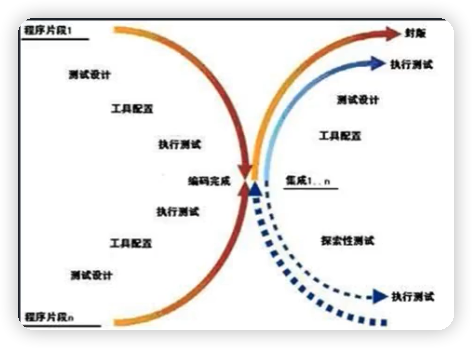 程序片段1
测试设计
工具配置
执行测试
编码完成
执行测试
工具配置
测试设计
程序片段n
封版
执行测试
测试设计
工具配置
集成1..n
探索性测试
执行测试